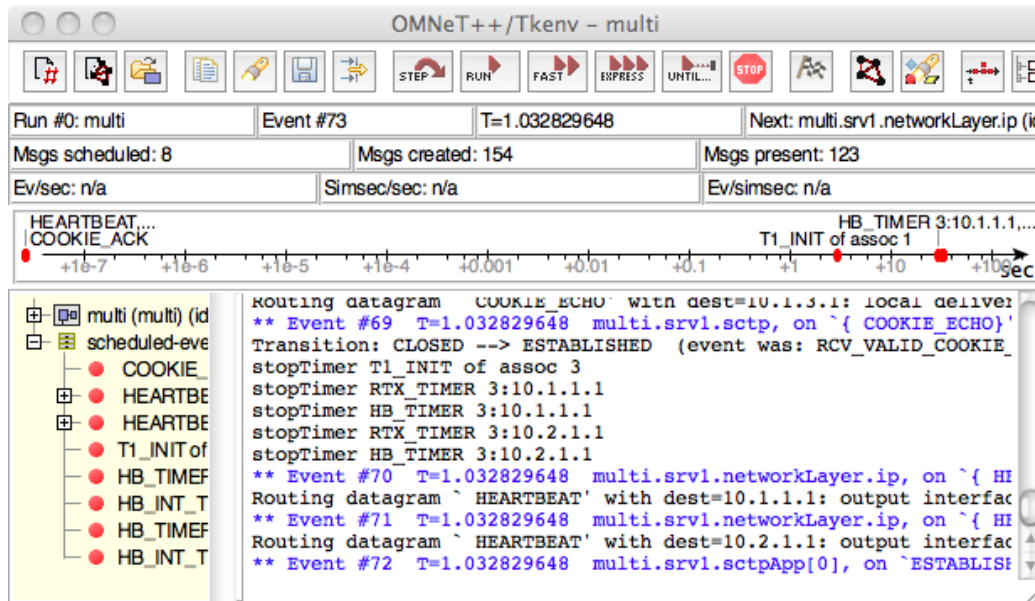 OMNeT++/Tkenv - multi
STEP RUN FAST EXPRESS UNTIL... STOP
Run #0: multi Event #73 T=1.032829648 Next: multi.srv1.networkLayer.ip (i
Msgs scheduled: 8 Msgs created: 154 Msgs present: 123
Ev/sec: n/a Simsec/sec: n/a Ev/simsec: n/a
HEARTBEAT,... HB_TIMER 3:10.1.1.1,...
COOKIE_ACK T1_INIT of assoc 1
+1e-7 +1e-6 +1e-5 +1e-4 +0.001 +0.01 +0.1 +1 +10 +100 sec
multi (multi) (id
scheduled-eve
COOKIE_
HEARTBE
HEARTBE
T1_INIT of
HB_TIMER
HB_INT_T
HB_TIMER
HB_INT_T
Routing datagram ` COOKIE_ECHO' with dest=10.1.3.1: local deliver
** Event #69 T=1.032829648 multi.srv1.sctp, on `{ COOKIE_ECHO}'
Transition: CLOSED --> ESTABLISHED (event was: RCV_VALID_COOKIE_
stopTimer T1_INIT of assoc 3
stopTimer RTX_TIMER 3:10.1.1.1
stopTimer HB_TIMER 3:10.1.1.1
stopTimer RTX_TIMER 3:10.2.1.1
stopTimer HB_TIMER 3:10.2.1.1
** Event #70 T=1.032829648 multi.srv1.networkLayer.ip, on `{ HE
Routing datagram ` HEARTBEAT' with dest=10.1.1.1: output interfac
** Event #71 T=1.032829648 multi.srv1.networkLayer.ip, on `{ HE
Routing datagram ` HEARTBEAT' with dest=10.2.1.1: output interfac
** Event #72 T=1.032829648 multi.srv1.sctpApp[0], on `ESTABLISH